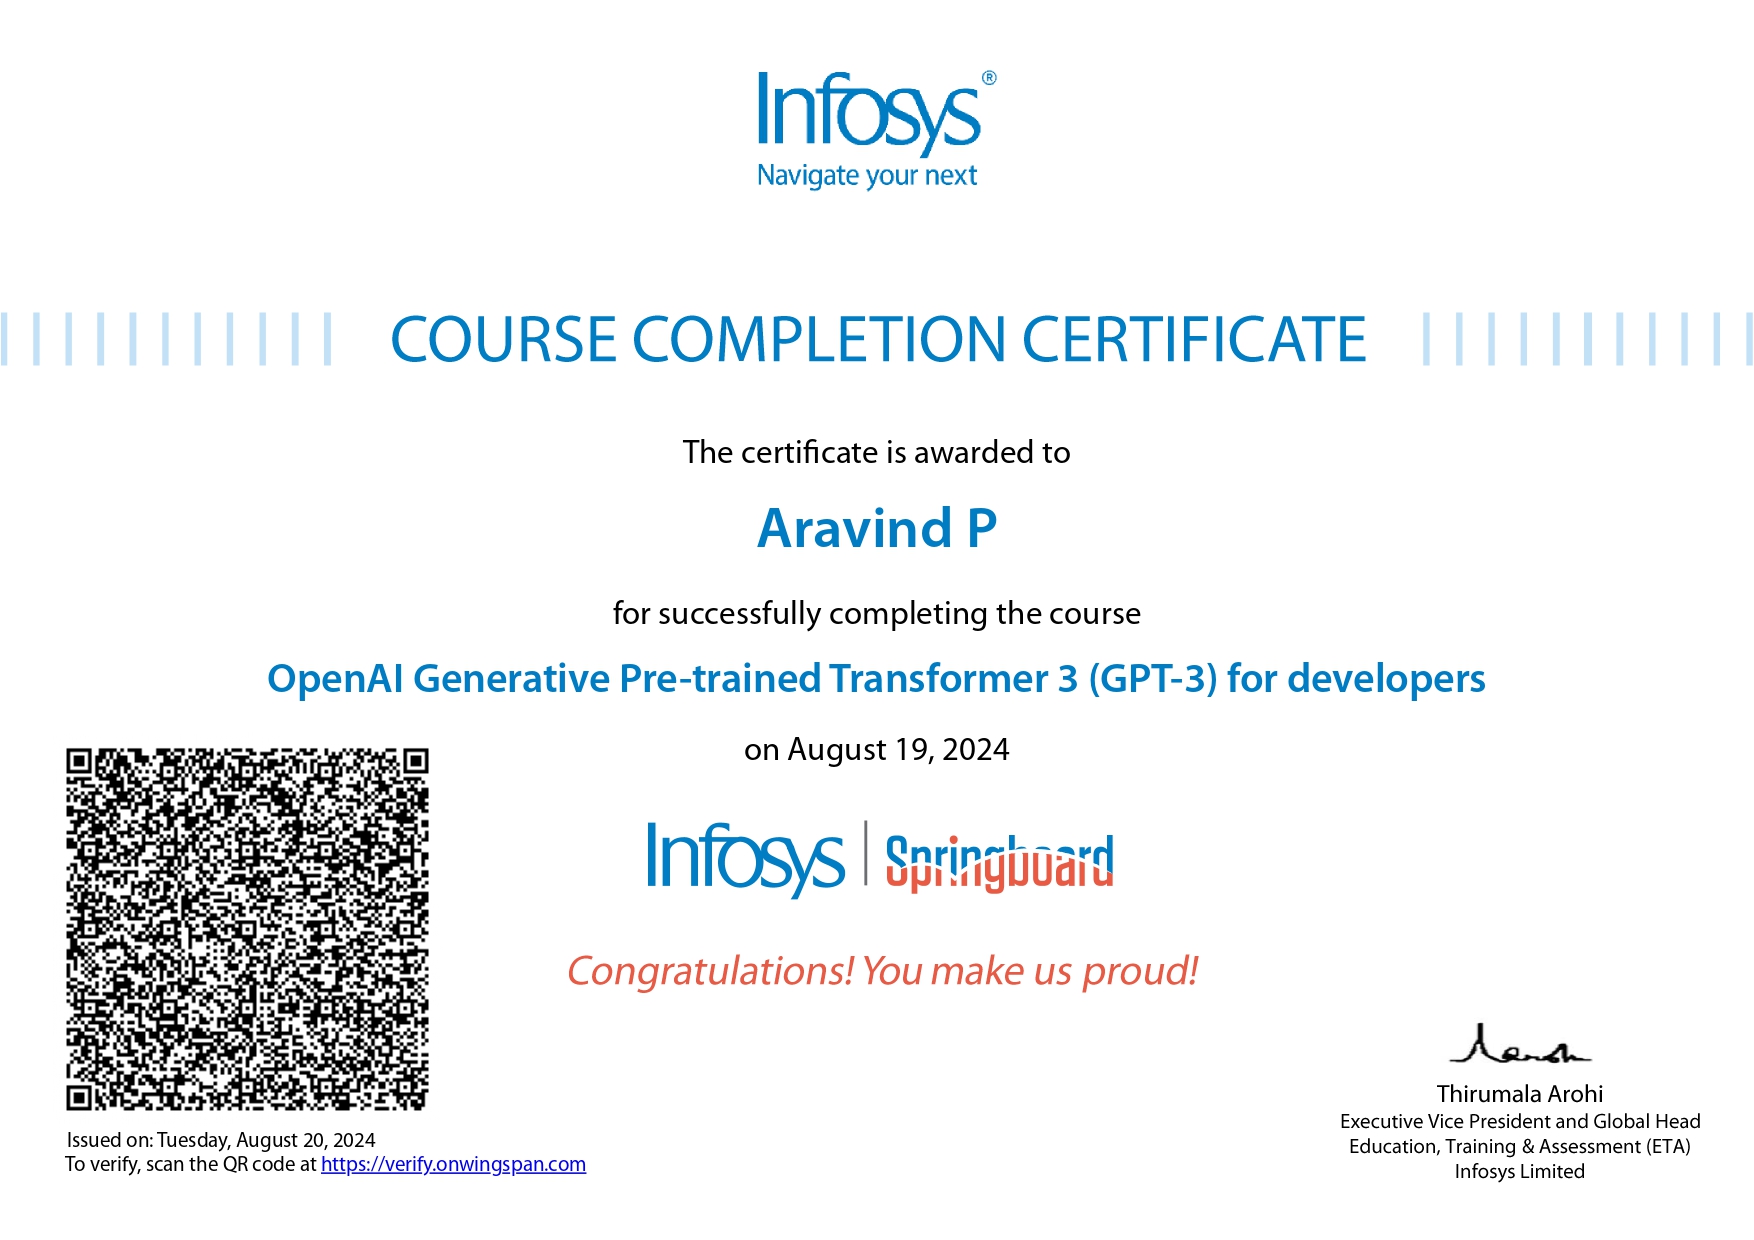 Infosys®
Navigate your next
COURSE COMPLETION CERTIFICATE
The certificate is awarded to
Aravind P
for successfully completing the course
OpenAI Generative Pre-trained Transformer 3 (GPT-3) for developers
on August 19, 2024
Infosys | Springboard
Congratulations! You make us proud!
Issued on: Tuesday, August 20, 2024
To verify, scan the QR code at https://verify.onwingspan.com
Thirumala Arohi
Executive Vice President and Global Head
Education, Training & Assessment (ETA)
Infosys Limited